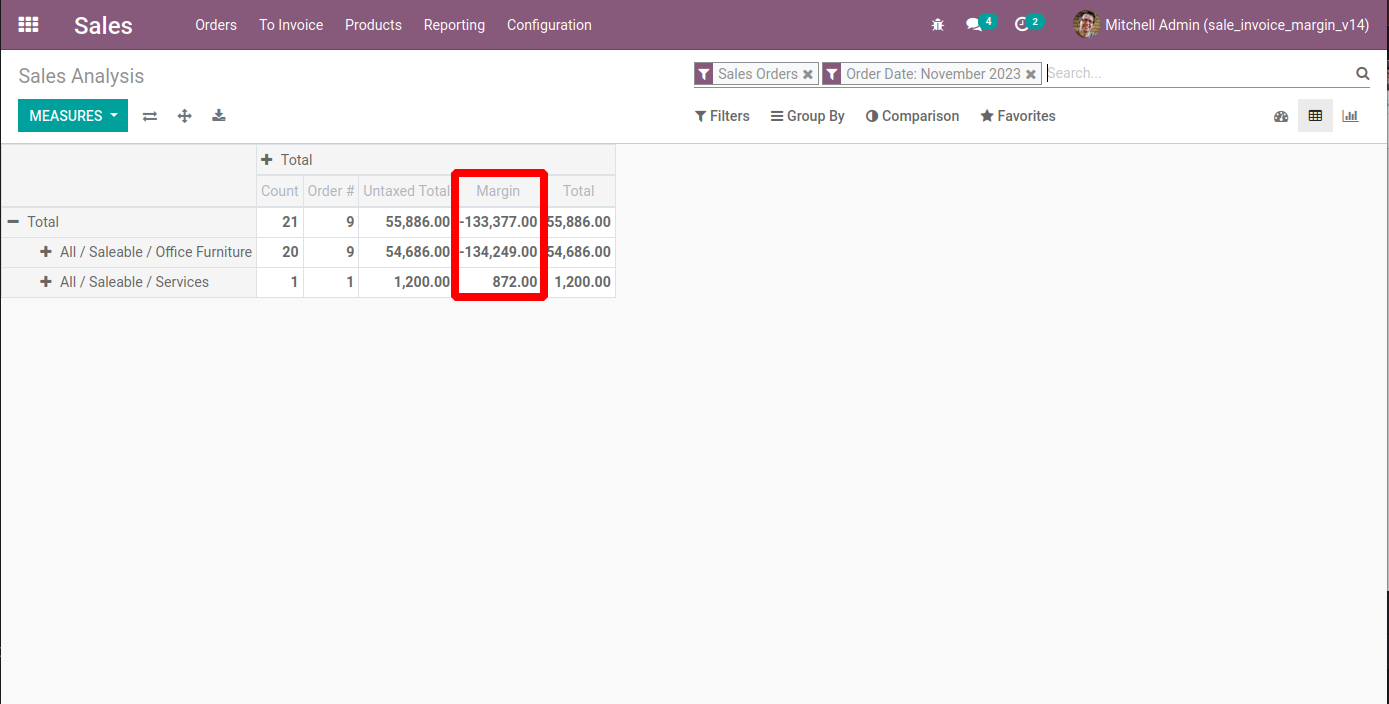 Sales Orders To Invoice Products Reporting Configuration 4 2 Mitchell Admin (sale_invoice_margin_v14)
Sales Analysis Sales Orders Order Date: November 2023 Search...
MEASURES Filters Group By Comparison Favorites
Total
Count Order # Untaxed Total Margin Total
Total 21 9 55,886.00 -133,377.00 55,886.00
All / Saleable / Office Furniture 20 9 54,686.00 -134,249.00 54,686.00
All / Saleable / Services 1 1 1,200.00 872.00 1,200.00